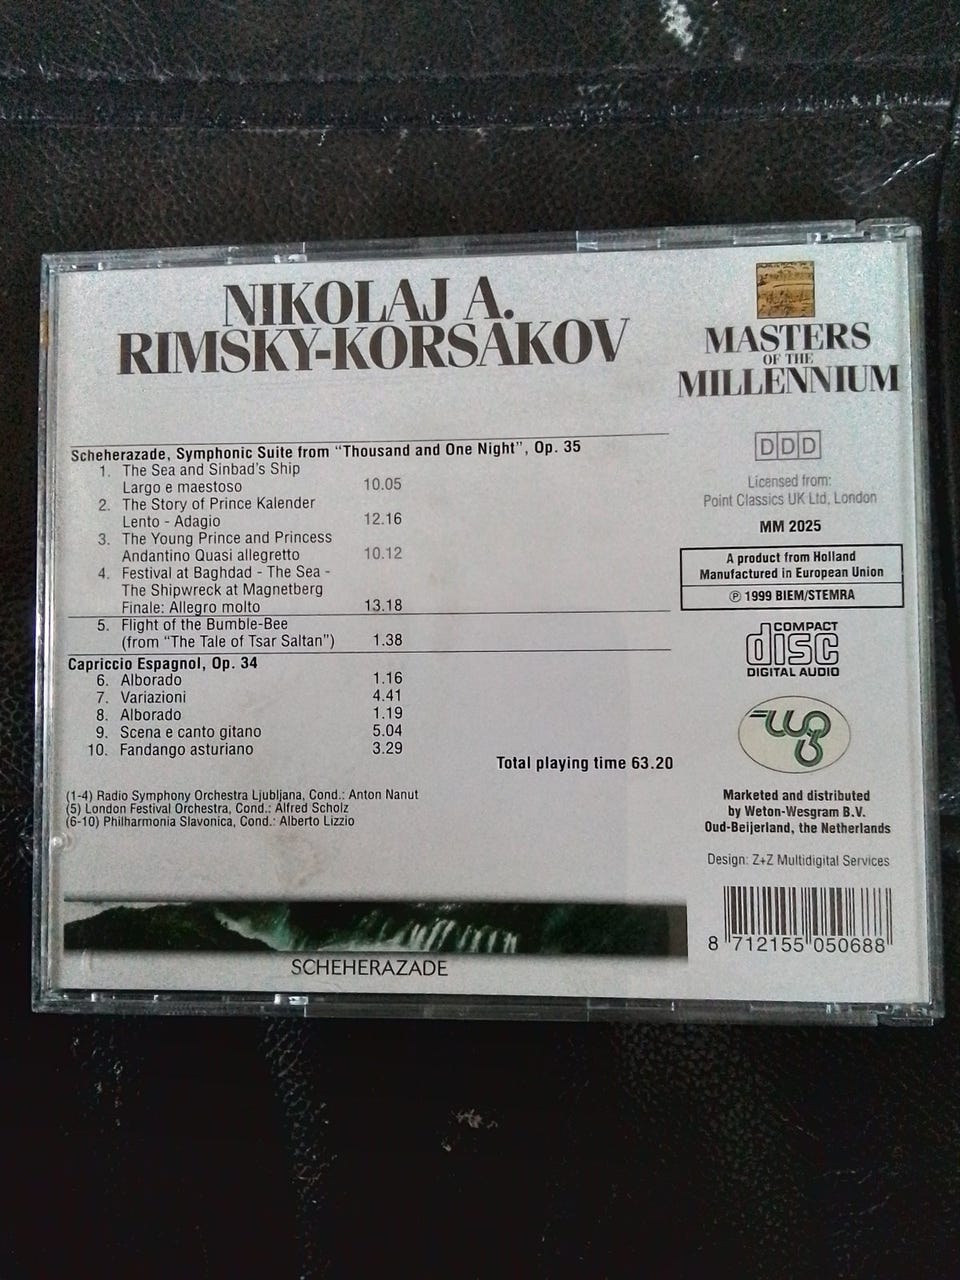 NIKOLAJ A.
RIMSKY-KORSAKOV
Scheherazade, Symphonic Suite from “Thousand and One Night”, Op. 35
1. The Sea and Sinbad's Ship
Largo e maestoso 10.05
2. The Story of Prince Kalender
Lento - Adagio 12.16
3. The Young Prince and Princess
Andantino Quasi allegretto 10.12
4. Festival at Baghdad - The Sea -
The Shipwreck at Magnetberg
Finale: Allegro molto 13.18
5. Flight of the Bumble-Bee
(from “The Tale of Tsar Saltan”) 1.38
Capriccio Espagnol, Op. 34
6. Alborado 1.16
7. Variazioni 4.41
8. Alborado 1.19
9. Scena e canto gitano 5.04
10. Fandango asturiano 3.29
Total playing time 63.20
(1-4) Radio Symphony Orchestra Ljubljana, Cond.: Anton Nanut
(5) London Festival Orchestra, Cond.: Alfred Scholz
(6-10) Philharmonia Slavonica, Cond.: Alberto Lizzio
SCHEHERAZADE
MASTERS
OF THE
MILLENNIUM
DDD
Licensed from:
Point Classics UK Ltd, London
MM 2025
A product from Holland
Manufactured in European Union
℗ 1999 BIEM/STEMRA
COMPACT
disc
DIGITAL AUDIO
Marketed and distributed
by Weton-Wesgram B.V.
Oud-Beijerland, the Netherlands
Design: Z+Z Multidigital Services
8 712155 050688